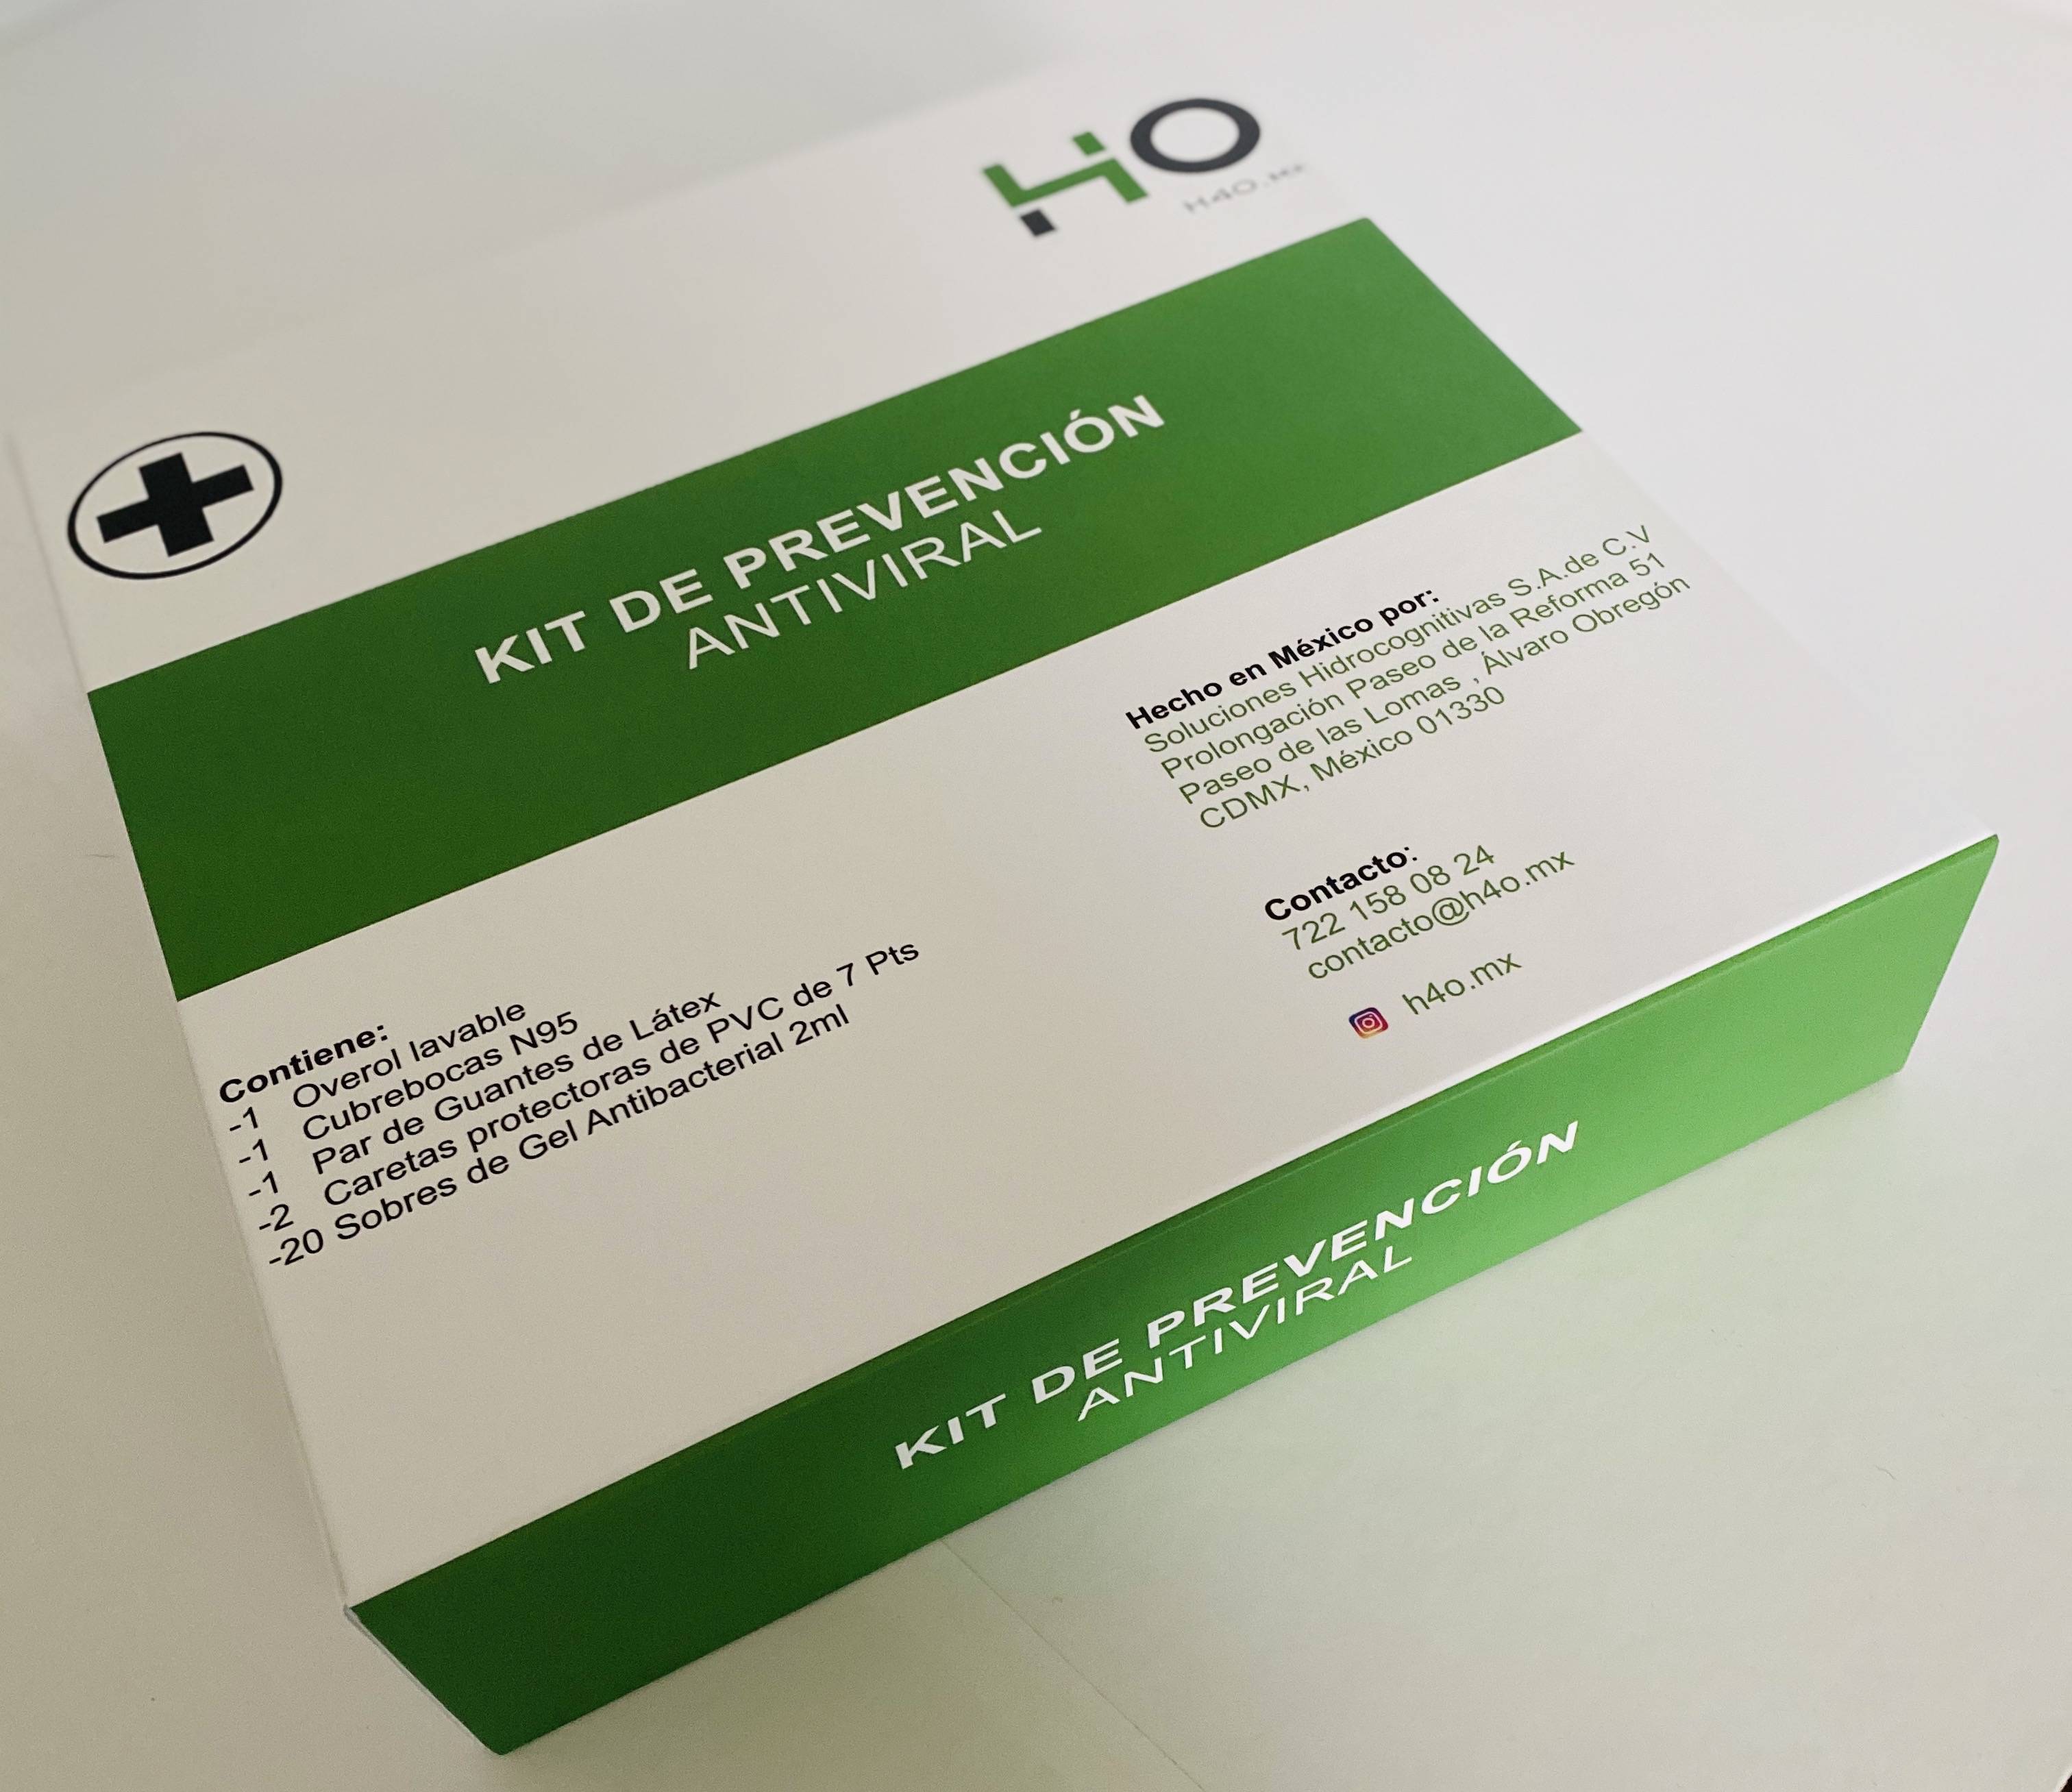 H4O
H4O.MX
KIT DE PREVENCIÓN
ANTIVIRAL
Hecho en México por:
Soluciones Hidrocognitivas S.A.de C.V
Prolongación Paseo de la Reforma 51
Paseo de las Lomas , Álvaro Obregón
CDMX, México 01330
Contacto:
722 158 08 24
contacto@h4o.mx
h4o.mx
Contiene:
-1 Overol lavable
-1 Cubrebocas N95
-1 Par de Guantes de Látex
-2 Caretas protectoras de PVC de 7 Pts
-20 Sobres de Gel Antibacterial 2ml
KIT DE PREVENCIÓN
ANTIVIRAL